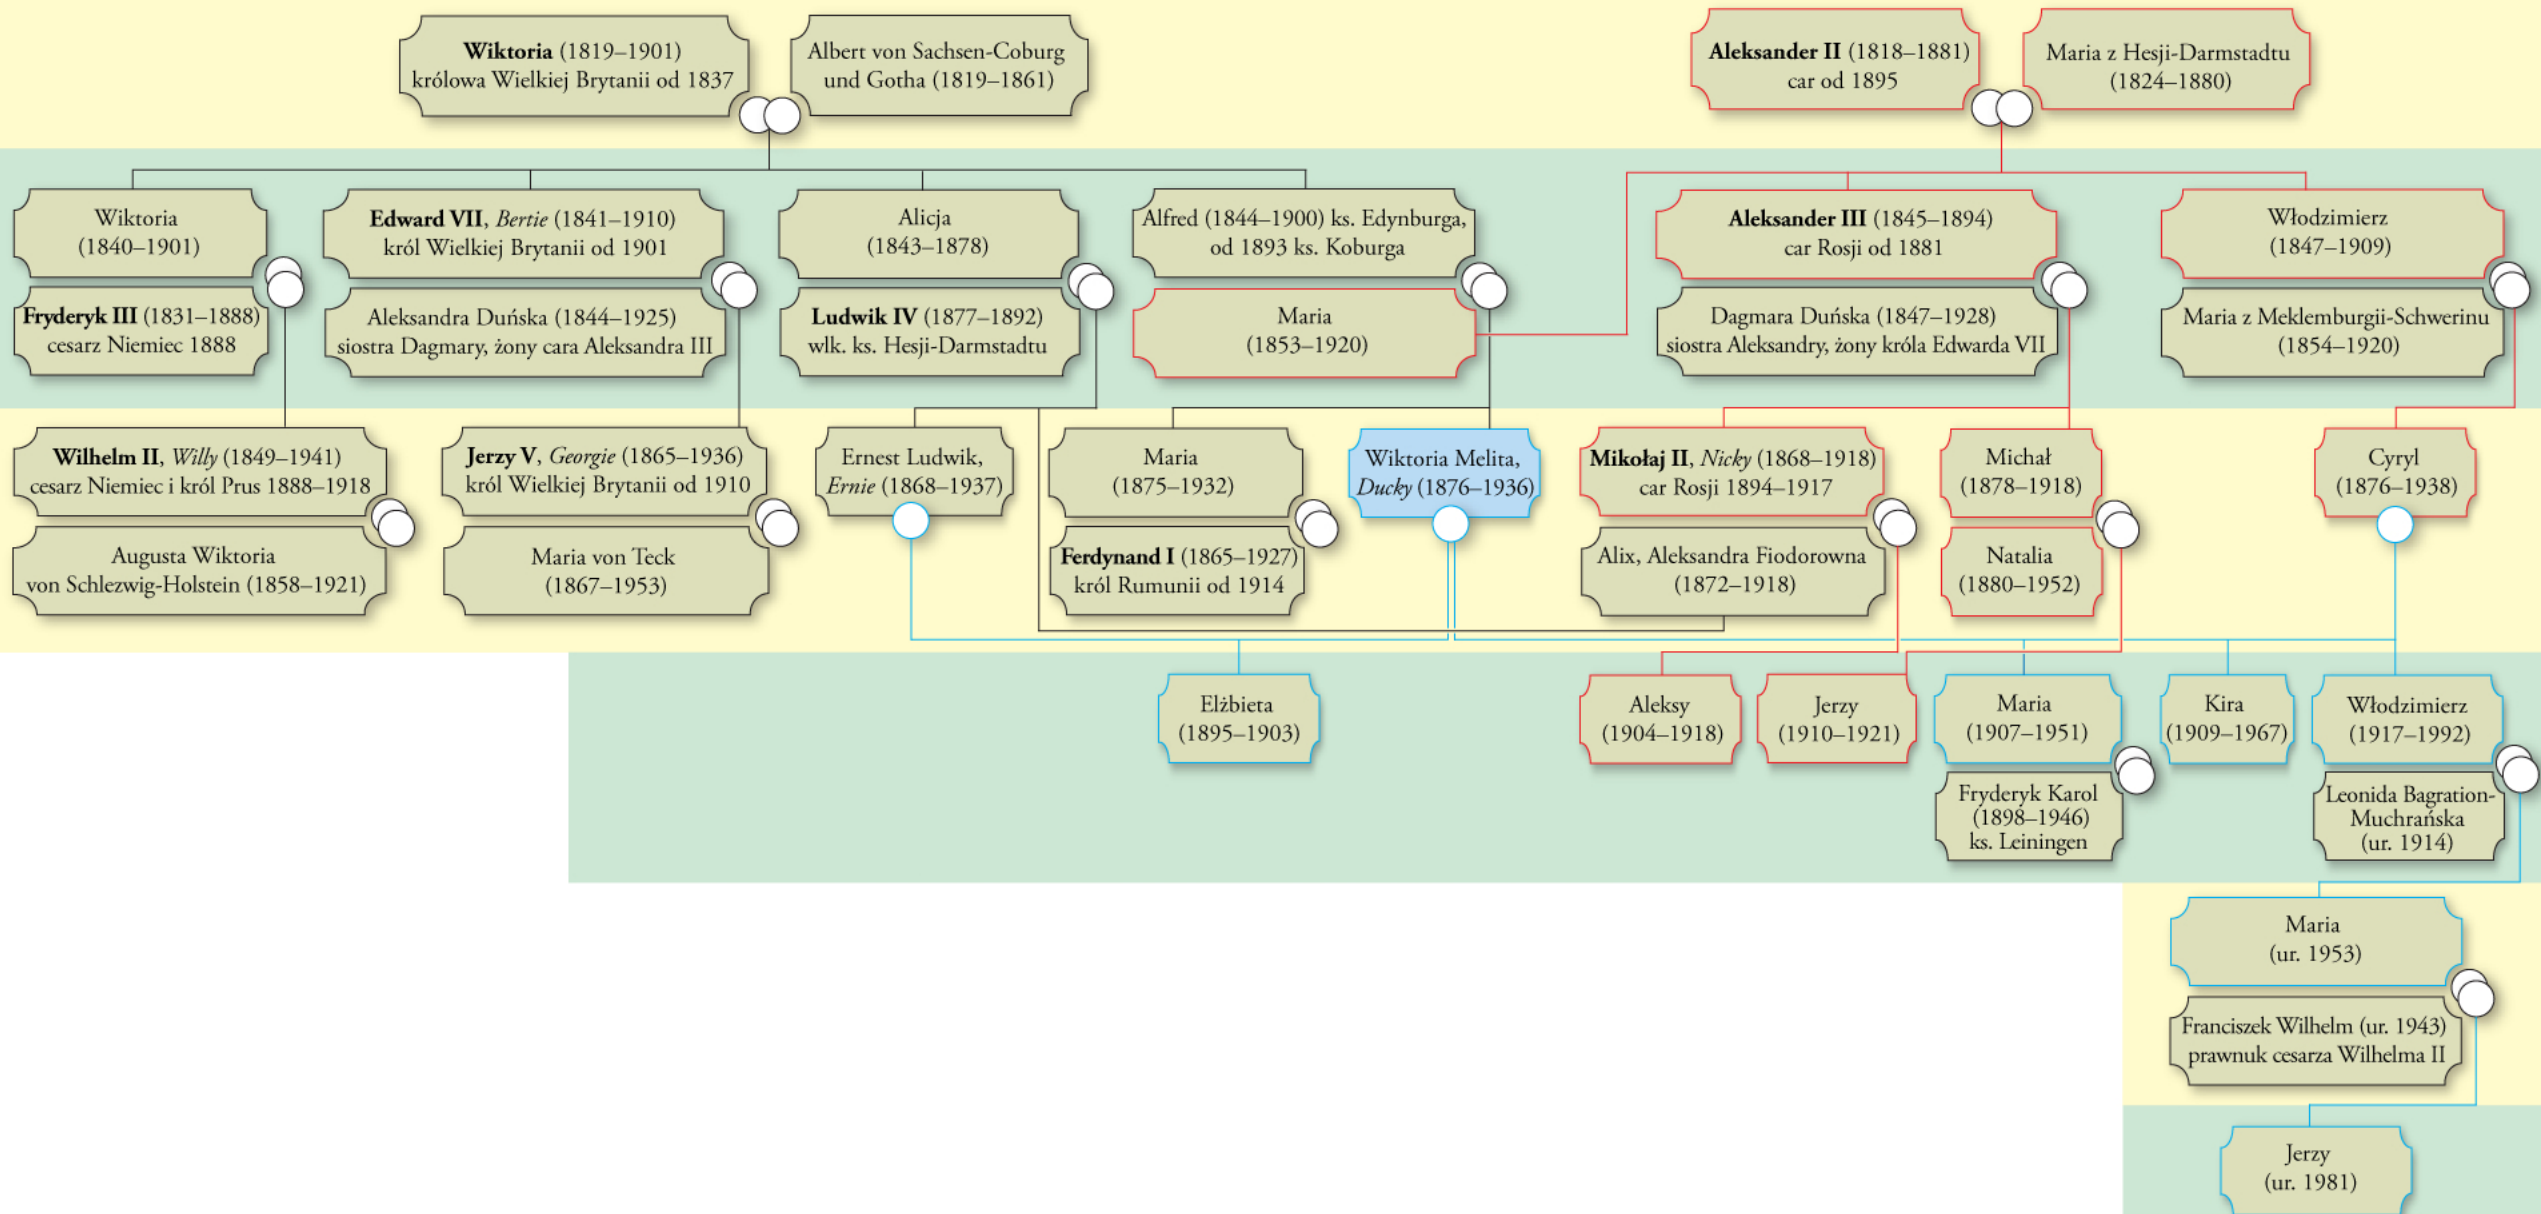 Wiktoria (1819–1901)
królowa Wielkiej Brytanii od 1837
Albert von Sachsen-Coburg
und Gotha (1819–1861)
Aleksander II (1818–1881)
car od 1895
Maria z Hesji-Darmstadtu
(1824–1880)
Wiktoria
(1840–1901)
Fryderyk III (1831–1888)
cesarz Niemiec 1888
Edward VII, Bertie (1841–1910)
król Wielkiej Brytanii od 1901
Aleksandra Duńska (1844–1925)
siostra Dagmary, żony cara Aleksandra III
Alicja
(1843–1878)
Ludwik IV (1877–1892)
wlk. ks. Hesji-Darmstadtu
Alfred (1844–1900) ks. Edynburga,
od 1893 ks. Koburga
Maria
(1853–1920)
Aleksander III (1845–1894)
car Rosji od 1881
Dagmara Duńska (1847–1928)
siostra Aleksandry, żony króla Edwarda VII
Włodzimierz
(1847–1909)
Maria z Meklemburgii-Schwerinu
(1854–1920)
Wilhelm II, Willy (1849–1941)
cesarz Niemiec i król Prus 1888–1918
Augusta Wiktoria
von Schlezwig-Holstein (1858–1921)
Jerzy V, Georgie (1865–1936)
król Wielkiej Brytanii od 1910
Maria von Teck
(1867–1953)
Ernest Ludwik,
Ernie (1868–1937)
Maria
(1875–1932)
Ferdynand I (1865–1927)
król Rumunii od 1914
Wiktoria Melita,
Ducky (1876–1936)
Mikołaj II, Nicky (1868–1918)
car Rosji 1894–1917
Alix, Aleksandra Fiodorowna
(1872–1918)
Michał
(1878–1918)
Natalia
(1880–1952)
Cyryl
(1876–1938)
Elżbieta
(1895–1903)
Aleksy
(1904–1918)
Jerzy
(1910–1921)
Maria
(1907–1951)
Fryderyk Karol
(1898–1946)
ks. Leiningen
Kira
(1909–1967)
Włodzimierz
(1917–1992)
Leonida Bagration-
Muchrańska
(ur. 1914)
Maria
(ur. 1953)
Franciszek Wilhelm (ur. 1943)
prawnuk cesarza Wilhelma II
Jerzy
(ur. 1981)